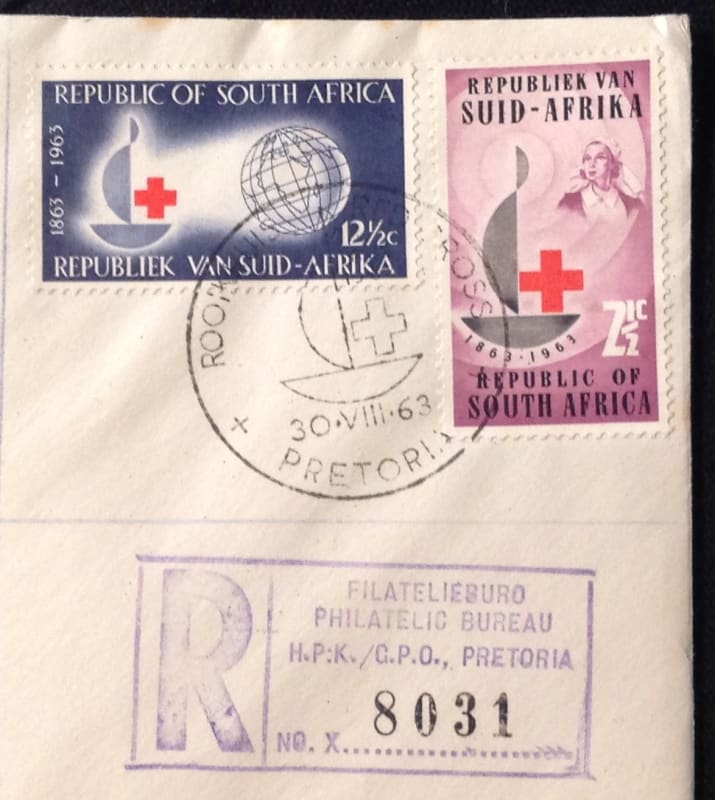 REPUBLIC OF SOUTH AFRICA
1863 - 1963
12½c
REPUBLIEK VAN SUID-AFRIKA
REPUBLIEK VAN
SUID-AFRIKA
2½c
1863·1963
REPUBLIC OF
SOUTH AFRICA
30·VIII·63
PRETORIA
X
R
FILATELIEBURO
PHILATELIC BUREAU
H.P.K./G.P.O., PRETORIA
8031
NO. X